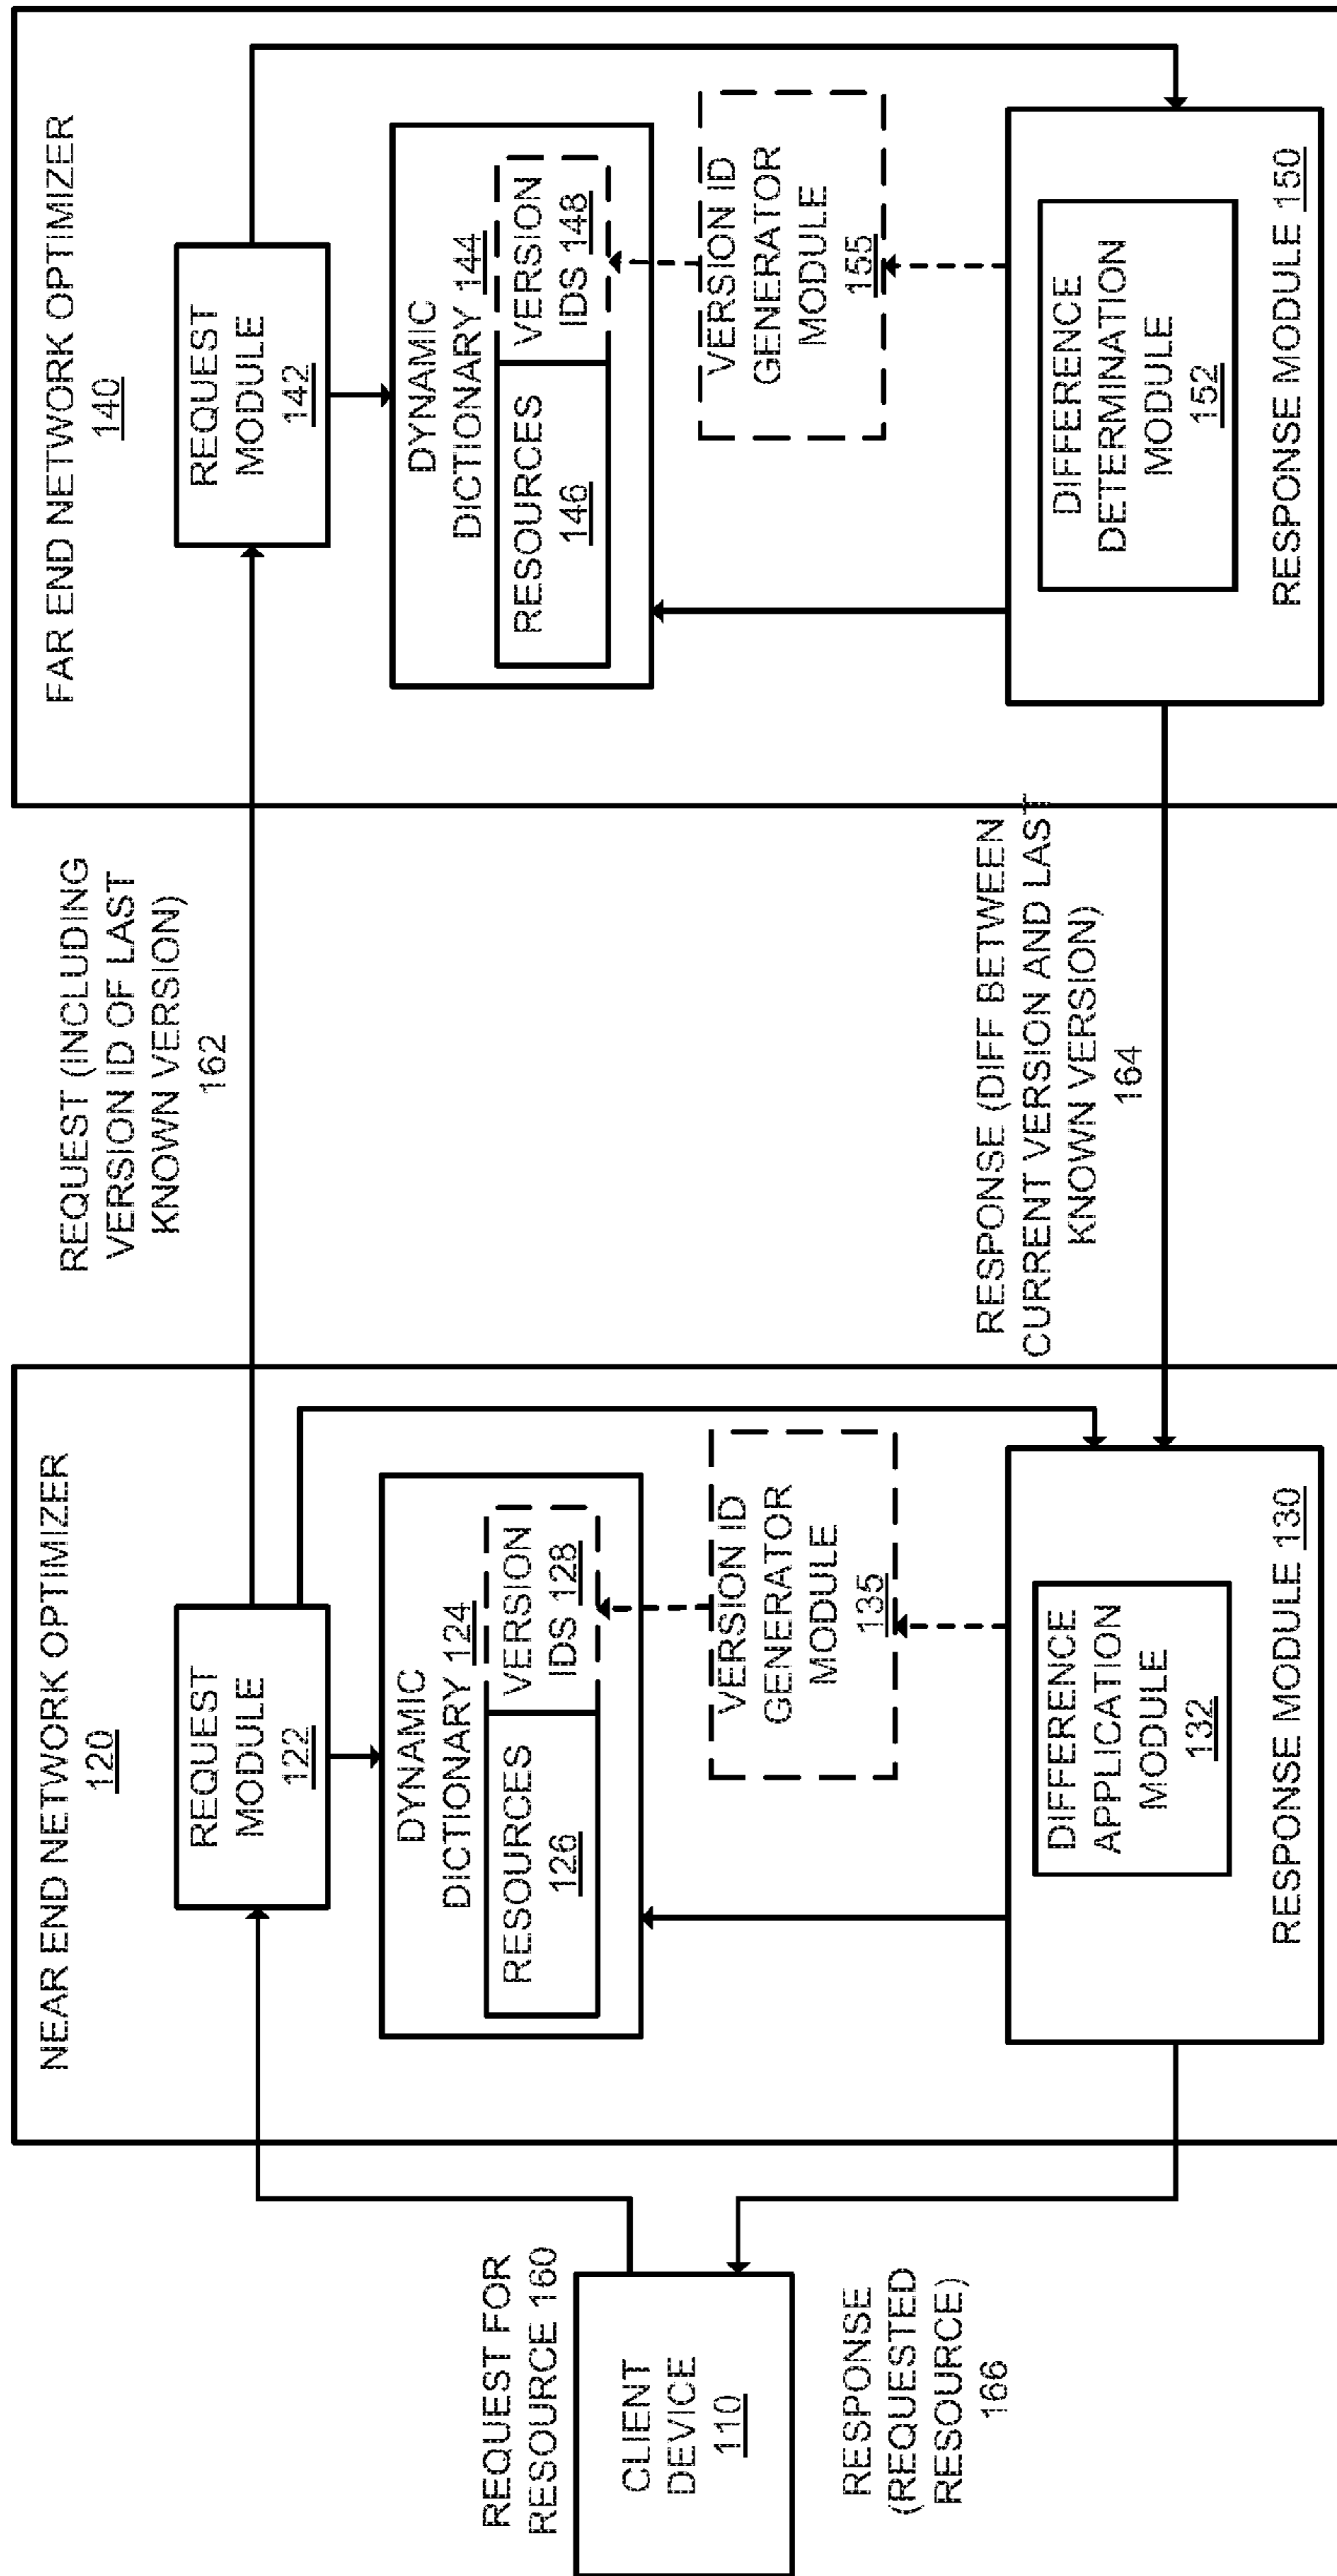 REQUEST FOR
RESOURCE 160
CLIENT
DEVICE
110
RESPONSE
(REQUESTED
RESOURCE)
166
NEAR END NETWORK OPTIMIZER
120
REQUEST
MODULE
122
DYNAMIC
DICTIONARY 124
RESOURCES
126
VERSION
IDS 128
VERSION ID
GENERATOR
MODULE
135
DIFFERENCE
APPLICATION
MODULE
132
RESPONSE MODULE 130
REQUEST (INCLUDING
VERSION ID OF LAST
KNOWN VERSION)
162
RESPONSE (DIFF BETWEEN
CURRENT VERSION AND LAST
KNOWN VERSION)
164
FAR END NETWORK OPTIMIZER
140
REQUEST
MODULE
142
DYNAMIC
DICTIONARY 144
RESOURCES
146
VERSION
IDS 148
VERSION ID
GENERATOR
MODULE
155
DIFFERENCE
DETERMINATION
MODULE
152
RESPONSE MODULE 150